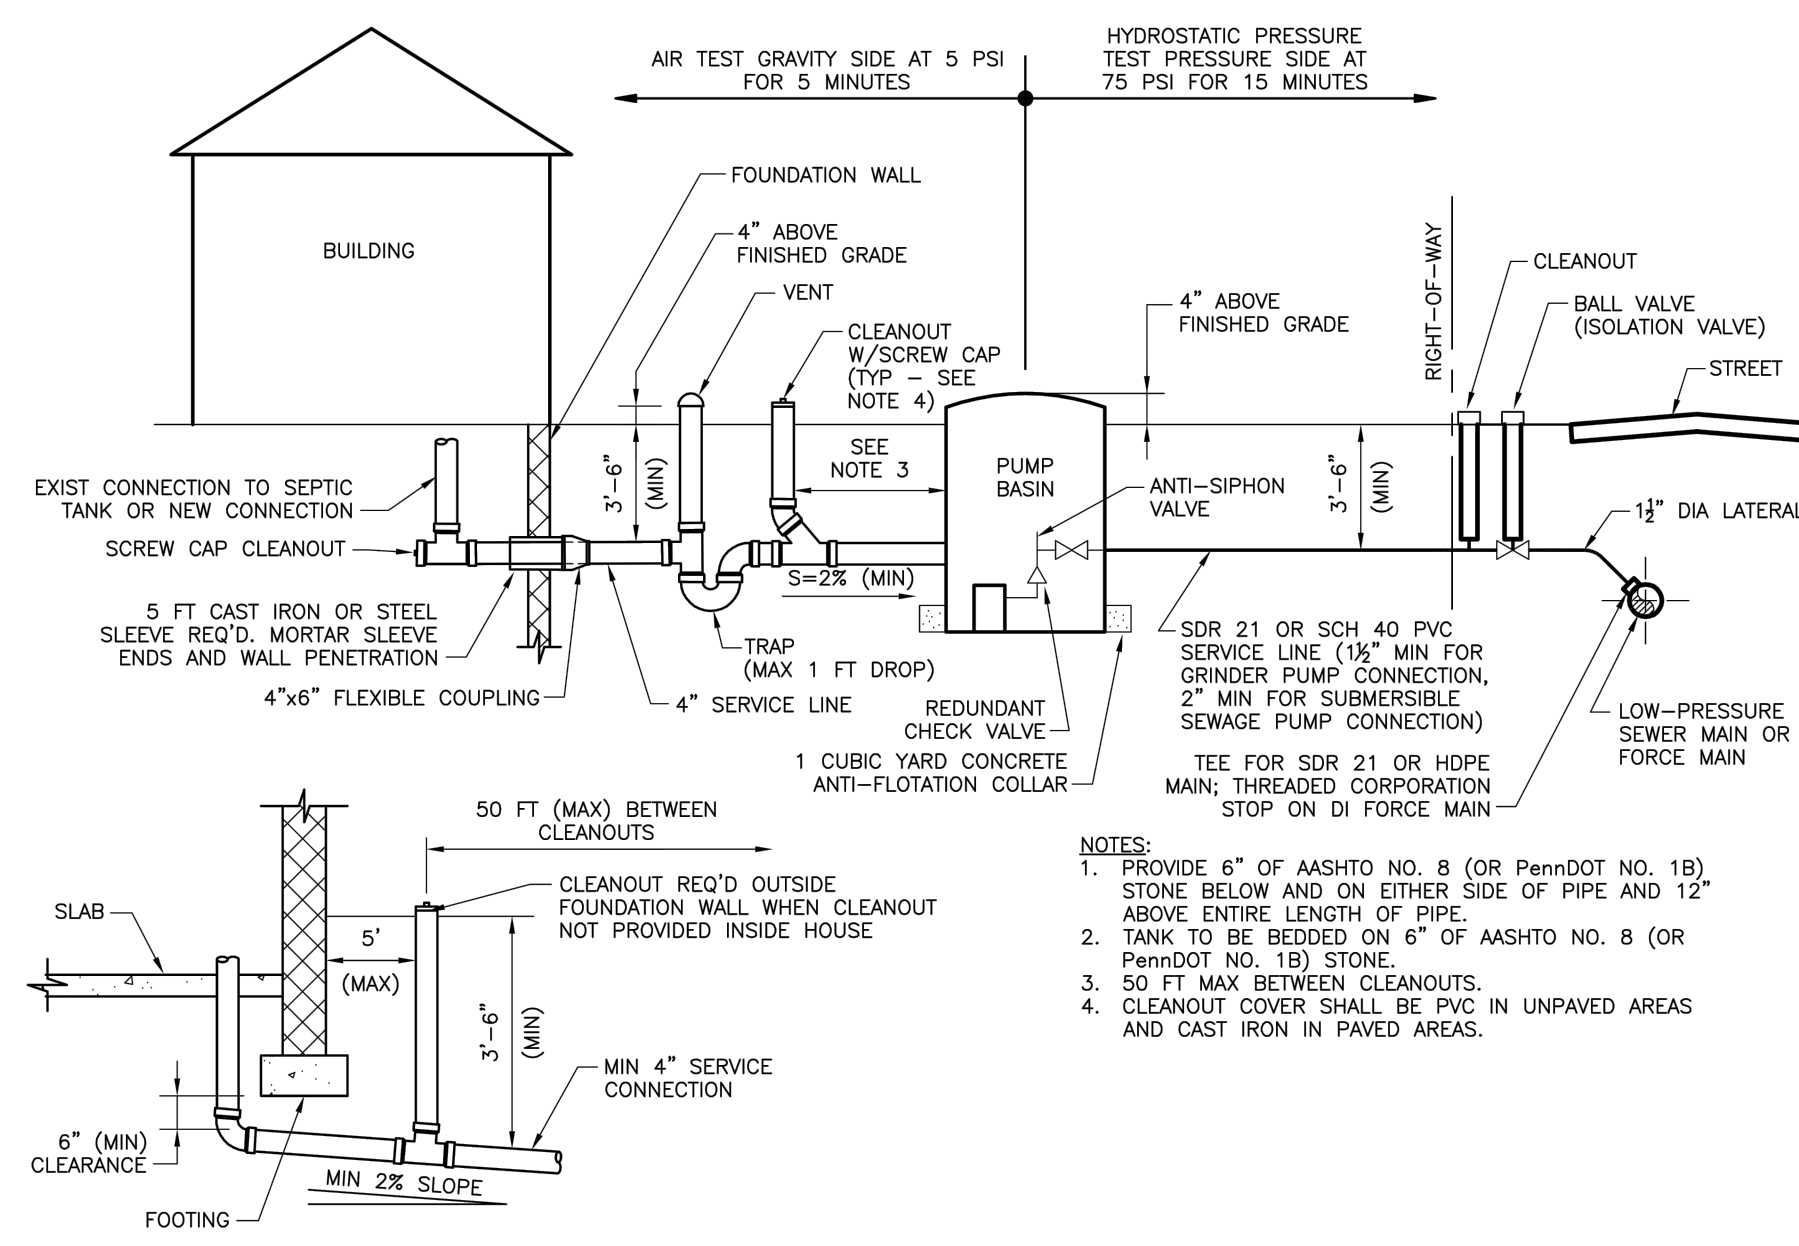 AIR TEST GRAVITY SIDE AT 5 PSI
FOR 5 MINUTES
HYDROSTATIC PRESSURE
TEST PRESSURE SIDE AT
75 PSI FOR 15 MINUTES
FOUNDATION WALL
4" ABOVE
FINISHED GRADE
BUILDING
VENT
CLEANOUT
W/SCREW CAP
(TYP - SEE
NOTE 4)
4" ABOVE
FINISHED GRADE
RIGHT-OF-WAY
CLEANOUT
BALL VALVE
(ISOLATION VALVE)
STREET
SEE
NOTE 3
3'-6"
(MIN)
PUMP
BASIN
ANTI-SIPHON
VALVE
3'-6"
(MIN)
1½" DIA LATERAL
EXIST CONNECTION TO SEPTIC
TANK OR NEW CONNECTION
SCREW CAP CLEANOUT
S=2% (MIN)
5 FT CAST IRON OR STEEL
SLEEVE REQ'D. MORTAR SLEEVE
ENDS AND WALL PENETRATION
4"x6" FLEXIBLE COUPLING
TRAP
(MAX 1 FT DROP)
4" SERVICE LINE
REDUNDANT
CHECK VALVE
1 CUBIC YARD CONCRETE
ANTI-FLOTATION COLLAR
SDR 21 OR SCH 40 PVC
SERVICE LINE (1½" MIN FOR
GRINDER PUMP CONNECTION,
2" MIN FOR SUBMERSIBLE
SEWAGE PUMP CONNECTION)
LOW-PRESSURE
SEWER MAIN OR
FORCE MAIN
TEE FOR SDR 21 OR HDPE
MAIN; THREADED CORPORATION
STOP ON DI FORCE MAIN
50 FT (MAX) BETWEEN
CLEANOUTS
CLEANOUT REQ'D OUTSIDE
FOUNDATION WALL WHEN CLEANOUT
NOT PROVIDED INSIDE HOUSE
SLAB
5'
(MAX)
3'-6"
(MIN)
MIN 4" SERVICE
CONNECTION
6" (MIN)
CLEARANCE
MIN 2% SLOPE
FOOTING
NOTES:
1. PROVIDE 6" OF AASHTO NO. 8 (OR PennDOT NO. 1B)
STONE BELOW AND ON EITHER SIDE OF PIPE AND 12"
ABOVE ENTIRE LENGTH OF PIPE.
2. TANK TO BE BEDDED ON 6" OF AASHTO NO. 8 (OR
PennDOT NO. 1B) STONE.
3. 50 FT MAX BETWEEN CLEANOUTS.
4. CLEANOUT COVER SHALL BE PVC IN UNPAVED AREAS
AND CAST IRON IN PAVED AREAS.